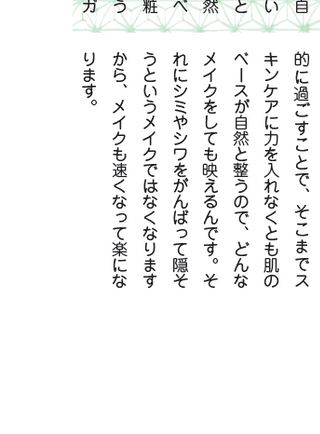 自
い
と
然
ベ
粧
う
ガ
的に過ごすことで、そこまでス
キンケアに力を入れなくとも肌の
ベースが自然と整うので、どんな
メイクをしても映えるんです。そ
れにシミやシワをがんばって隠そ
うというメイクではなくなります
から、メイクも速くなって楽にな
ります。